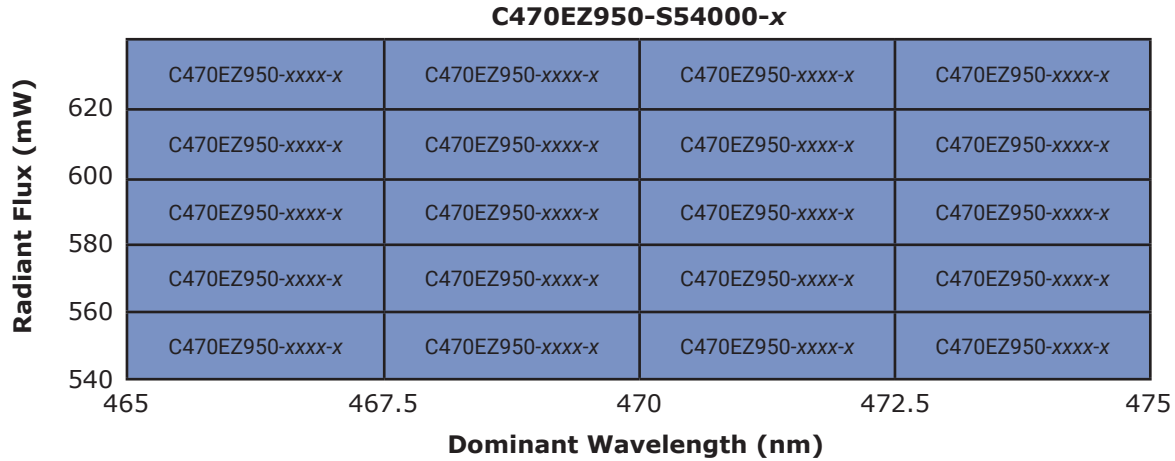 C470EZ950-S54000-x
C470EZ950-xxxx-x C470EZ950-xxxx-x C470EZ950-xxxx-x C470EZ950-xxxx-x
620
C470EZ950-xxxx-x C470EZ950-xxxx-x C470EZ950-xxxx-x C470EZ950-xxxx-x
600
C470EZ950-xxxx-x C470EZ950-xxxx-x C470EZ950-xxxx-x C470EZ950-xxxx-x
580
C470EZ950-xxxx-x C470EZ950-xxxx-x C470EZ950-xxxx-x C470EZ950-xxxx-x
560
C470EZ950-xxxx-x C470EZ950-xxxx-x C470EZ950-xxxx-x C470EZ950-xxxx-x
540
Radiant Flux (mW)
465 467.5 470 472.5 475
Dominant Wavelength (nm)